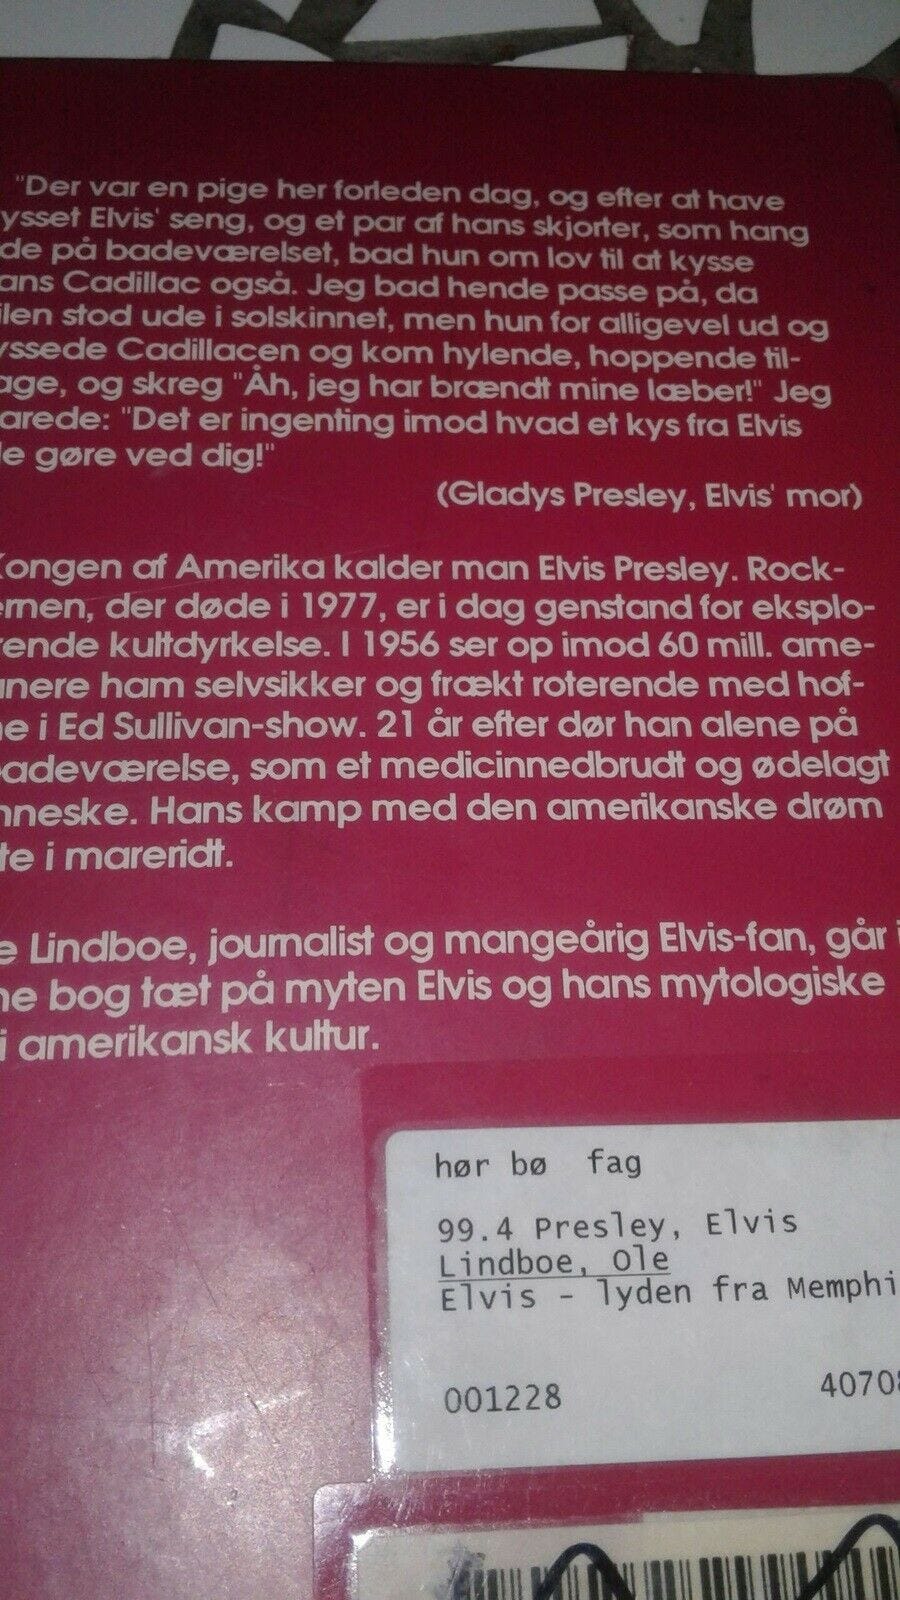 "Der var en pige her forleden dag, og efter at have
ysset Elvis' seng, og et par af hans skjorter, som hang
de på badeværelset, bad hun om lov til at kysse
ans Cadillac også. Jeg bad hende passe på, da
ilen stod ude i solskinnet, men hun for alligevel ud og
yssede Cadillacen og kom hylende, hoppende til-
age, og skreg "Åh, jeg har brændt mine læber!" Jeg
arede: "Det er ingenting imod hvad et kys fra Elvis
le gøre ved dig!"
(Gladys Presley, Elvis' mor)
Kongen af Amerika kalder man Elvis Presley. Rock-
ernen, der døde i 1977, er i dag genstand for eksplo-
rende kultdyrkelse. I 1956 ser op imod 60 mill. ame-
anere ham selvsikker og frækt roterende med hof-
ne i Ed Sullivan-show. 21 år efter dør han alene på
badeværelse, som et medicinnedbrudt og ødelagt
nneske. Hans kamp med den amerikanske drøm
te i mareridt.
e Lindboe, journalist og mangeårig Elvis-fan, går i
ne bog tæt på myten Elvis og hans mytologiske
i amerikansk kultur.
hør bø fag
99.4 Presley, Elvis
Lindboe, Ole
Elvis - lyden fra Memphi
001228 40708